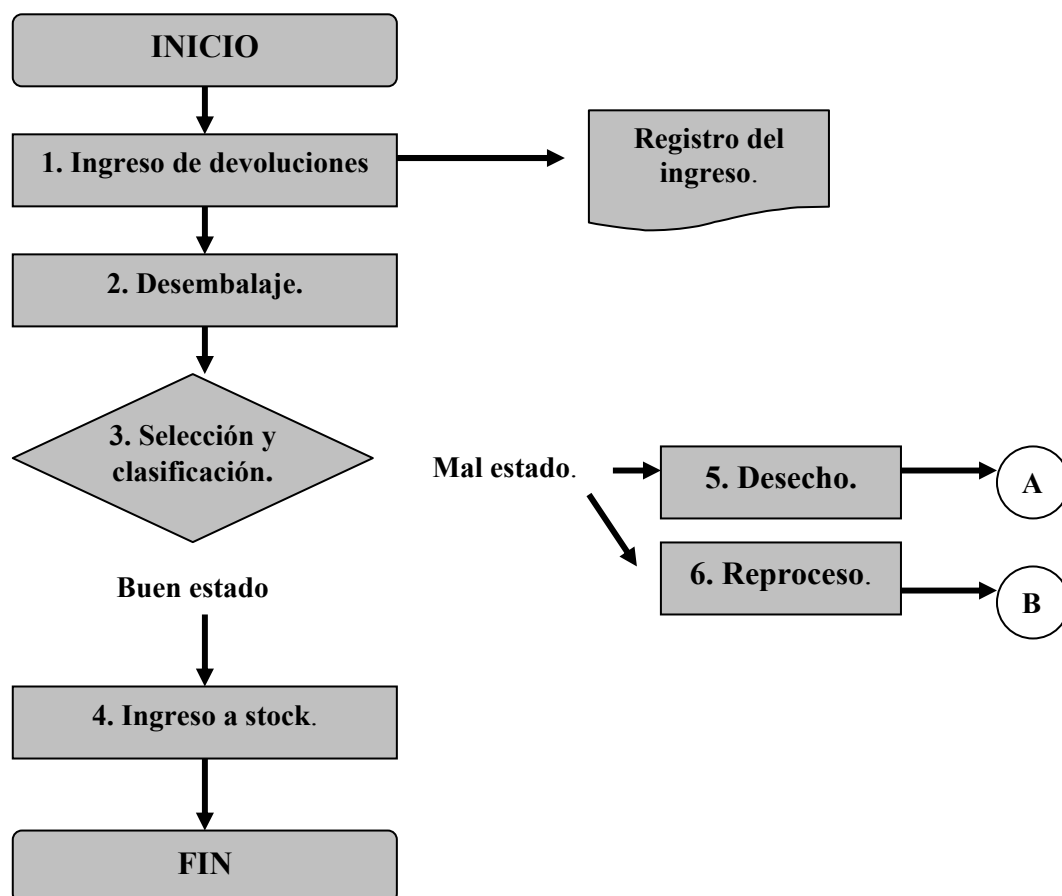 INICIO
1. Ingreso de devoluciones
Registro del
ingreso.
2. Desembalaje.
3. Selección y
clasificación.
Mal estado.
5. Desecho.
A
6. Reproceso.
B
Buen estado
4. Ingreso a stock.
FIN